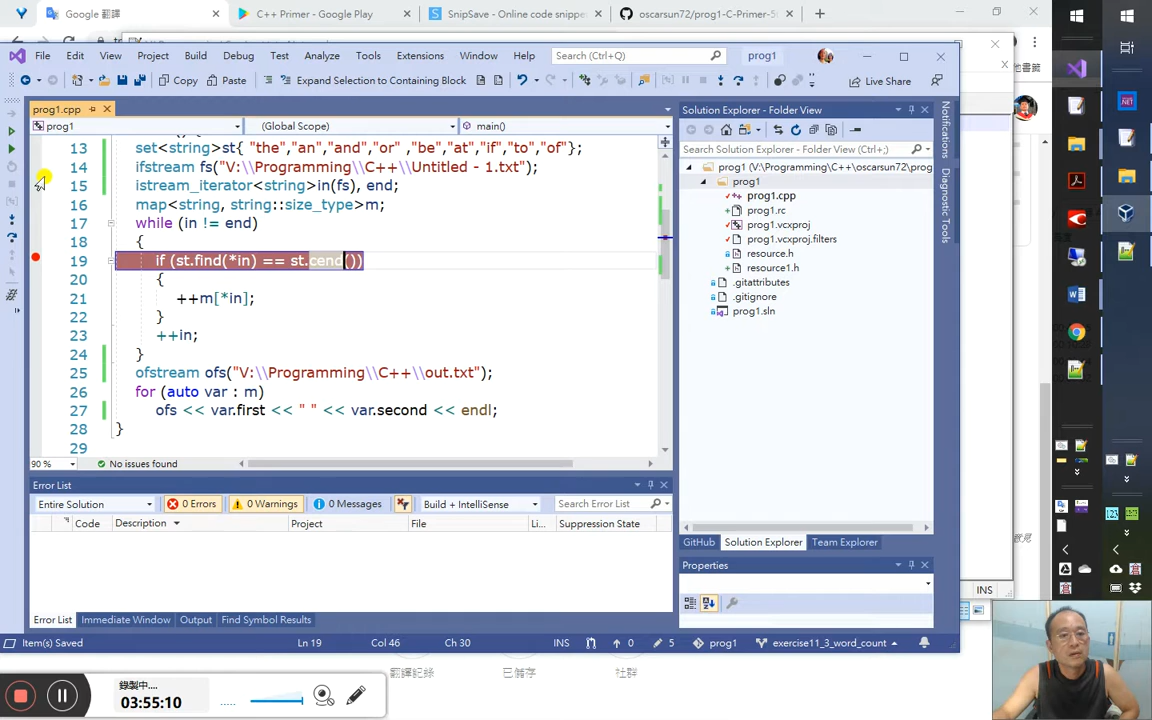 Google 翻譯
C++ Primer - Google Play
SnipSave - Online code snippe
oscarsun72/prog1-C-Primer-5
File Edit View Project Build Debug Test Analyze Tools Extensions Window Help Search (Ctrl+Q) prog1
Copy Paste Expand Selection to Containing Block Live Share
prog1.cpp
prog1 (Global Scope) main()
13 set<string>st{ "the","an","and","or" ,"be","at","if","to","of"};
14 ifstream fs("V:\\Programming\\C++\\Untitled - 1.txt");
15 istream_iterator<string>in(fs), end;
16 map<string, string::size_type>m;
17 while (in != end)
18 {
19 if (st.find(*in) == st.cend())
20 {
21 ++m[*in];
22 }
23 ++in;
24 }
25 ofstream ofs("V:\\Programming\\C++\\out.txt");
26 for (auto var : m)
27 ofs << var.first << " " << var.second << endl;
28 }
29
90 % No issues found
Error List
Entire Solution 0 Errors 0 Warnings 0 Messages Build + IntelliSense Search Error List
Code Description Project File Li... Suppression State
Error List Immediate Window Output Find Symbol Results
Item(s) Saved Ln 19 Col 46 Ch 30 INS 0 5 prog1 exercise11_3_word_count
Solution Explorer - Folder View
Search Solution Explorer - Folder View (Ctrl+;)
prog1 (V:\Programming\C++\oscarsun72\prog
prog1
prog1.cpp
prog1.rc
prog1.vcxproj
prog1.vcxproj.filters
resource.h
resource1.h
.gitattributes
.gitignore
prog1.sln
GitHub Solution Explorer Team Explorer
Properties
Notifications
Diagnostic Tools
INS
翻譯記錄 已儲存 社群
錄製中....
03:55:10